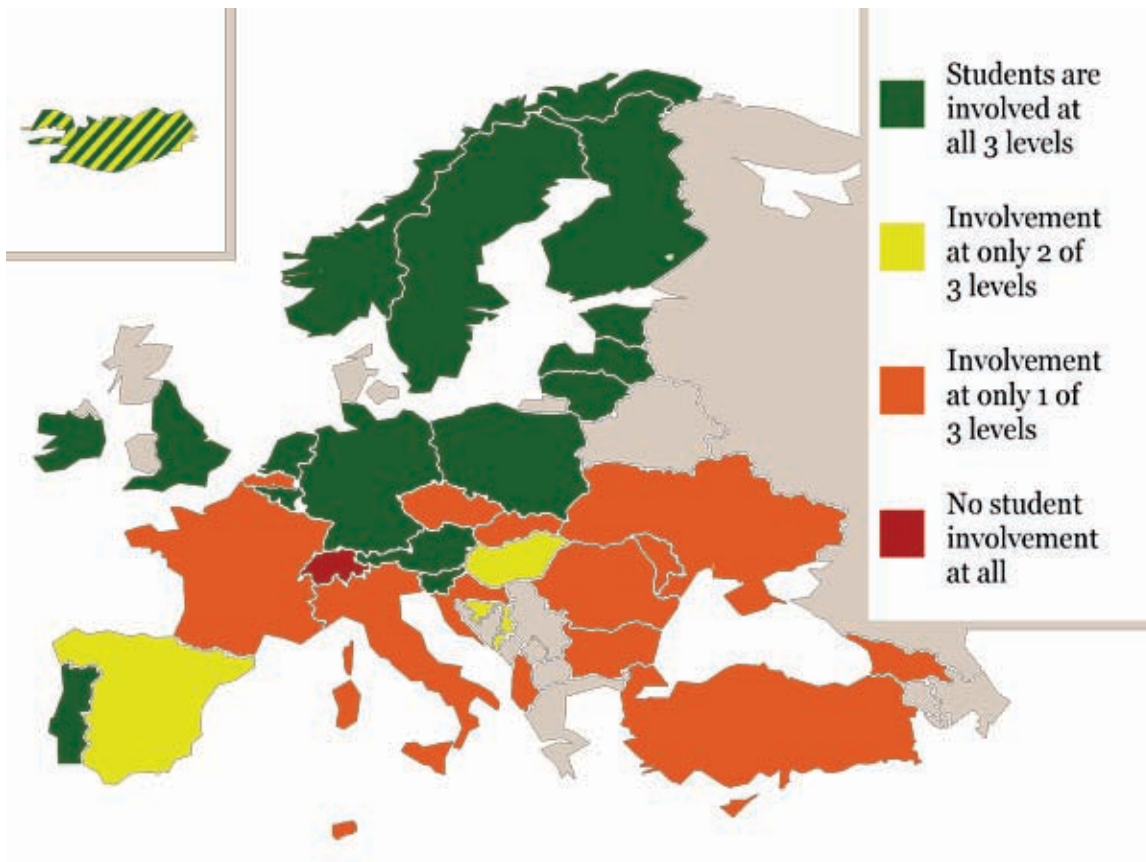 Students are
involved at
all 3 levels
Involvement
at only 2 of
3 levels
Involvement
at only 1 of
3 levels
No student
involvement
at all